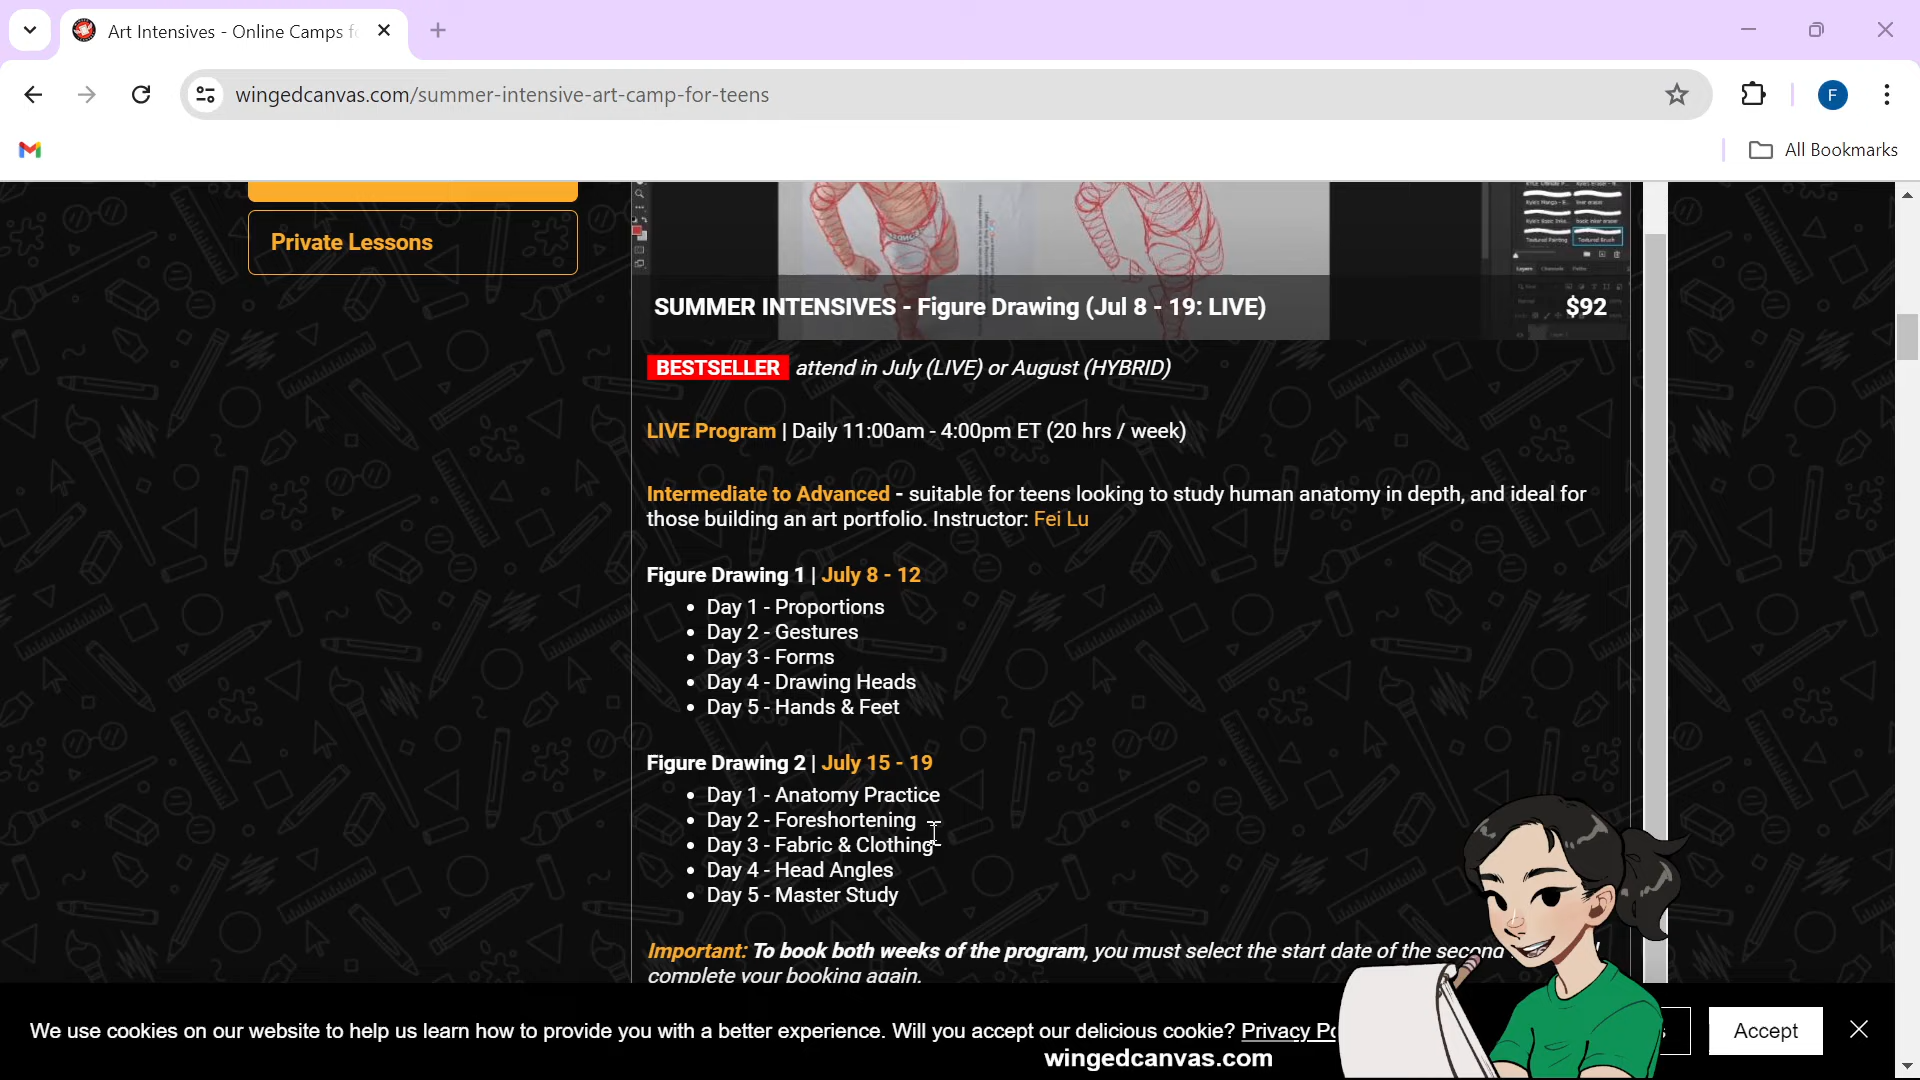 Art Intensives - Online Camps f
wingedcanvas.com/summer-intensive-art-camp-for-teens
F
All Bookmarks
Private Lessons
SUMMER INTENSIVES - Figure Drawing (Jul 8 - 19: LIVE)
$92
BESTSELLER attend in July (LIVE) or August (HYBRID)
LIVE Program | Daily 11:00am - 4:00pm ET (20 hrs / week)
Intermediate to Advanced - suitable for teens looking to study human anatomy in depth, and ideal for
those building an art portfolio. Instructor: Fei Lu
Figure Drawing 1 | July 8 - 12
• Day 1 - Proportions
• Day 2 - Gestures
• Day 3 - Forms
• Day 4 - Drawing Heads
• Day 5 - Hands & Feet
Figure Drawing 2 | July 15 - 19
• Day 1 - Anatomy Practice
• Day 2 - Foreshortening
• Day 3 - Fabric & Clothing
• Day 4 - Head Angles
• Day 5 - Master Study
Important: To book both weeks of the program, you must select the start date of the second
complete your booking again.
We use cookies on our website to help us learn how to provide you with a better experience. Will you accept our delicious cookie? Privacy Po
Accept
wingedcanvas.com